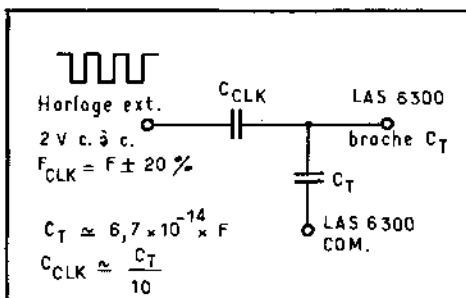 Horloge ext.
2 V c. à c.
F_CLK = F ± 20 %
C_CLK
LAS 6300
broche C_T
C_T
LAS 6300
COM.
C_T ≃ 6,7 × 10^-14 × F
C_CLK ≃ C_T / 10